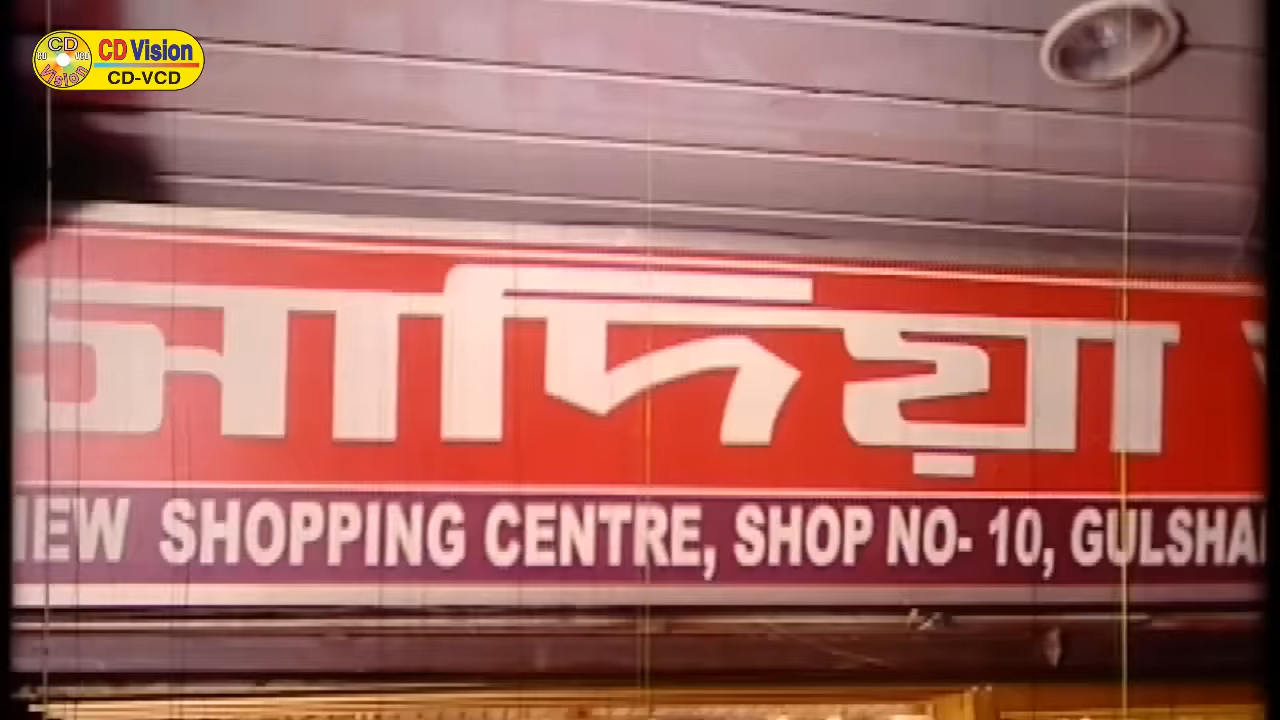 CD Vision
CD-VCD
সাদিয়া
SHOPPING CENTRE, SHOP NO- 10,